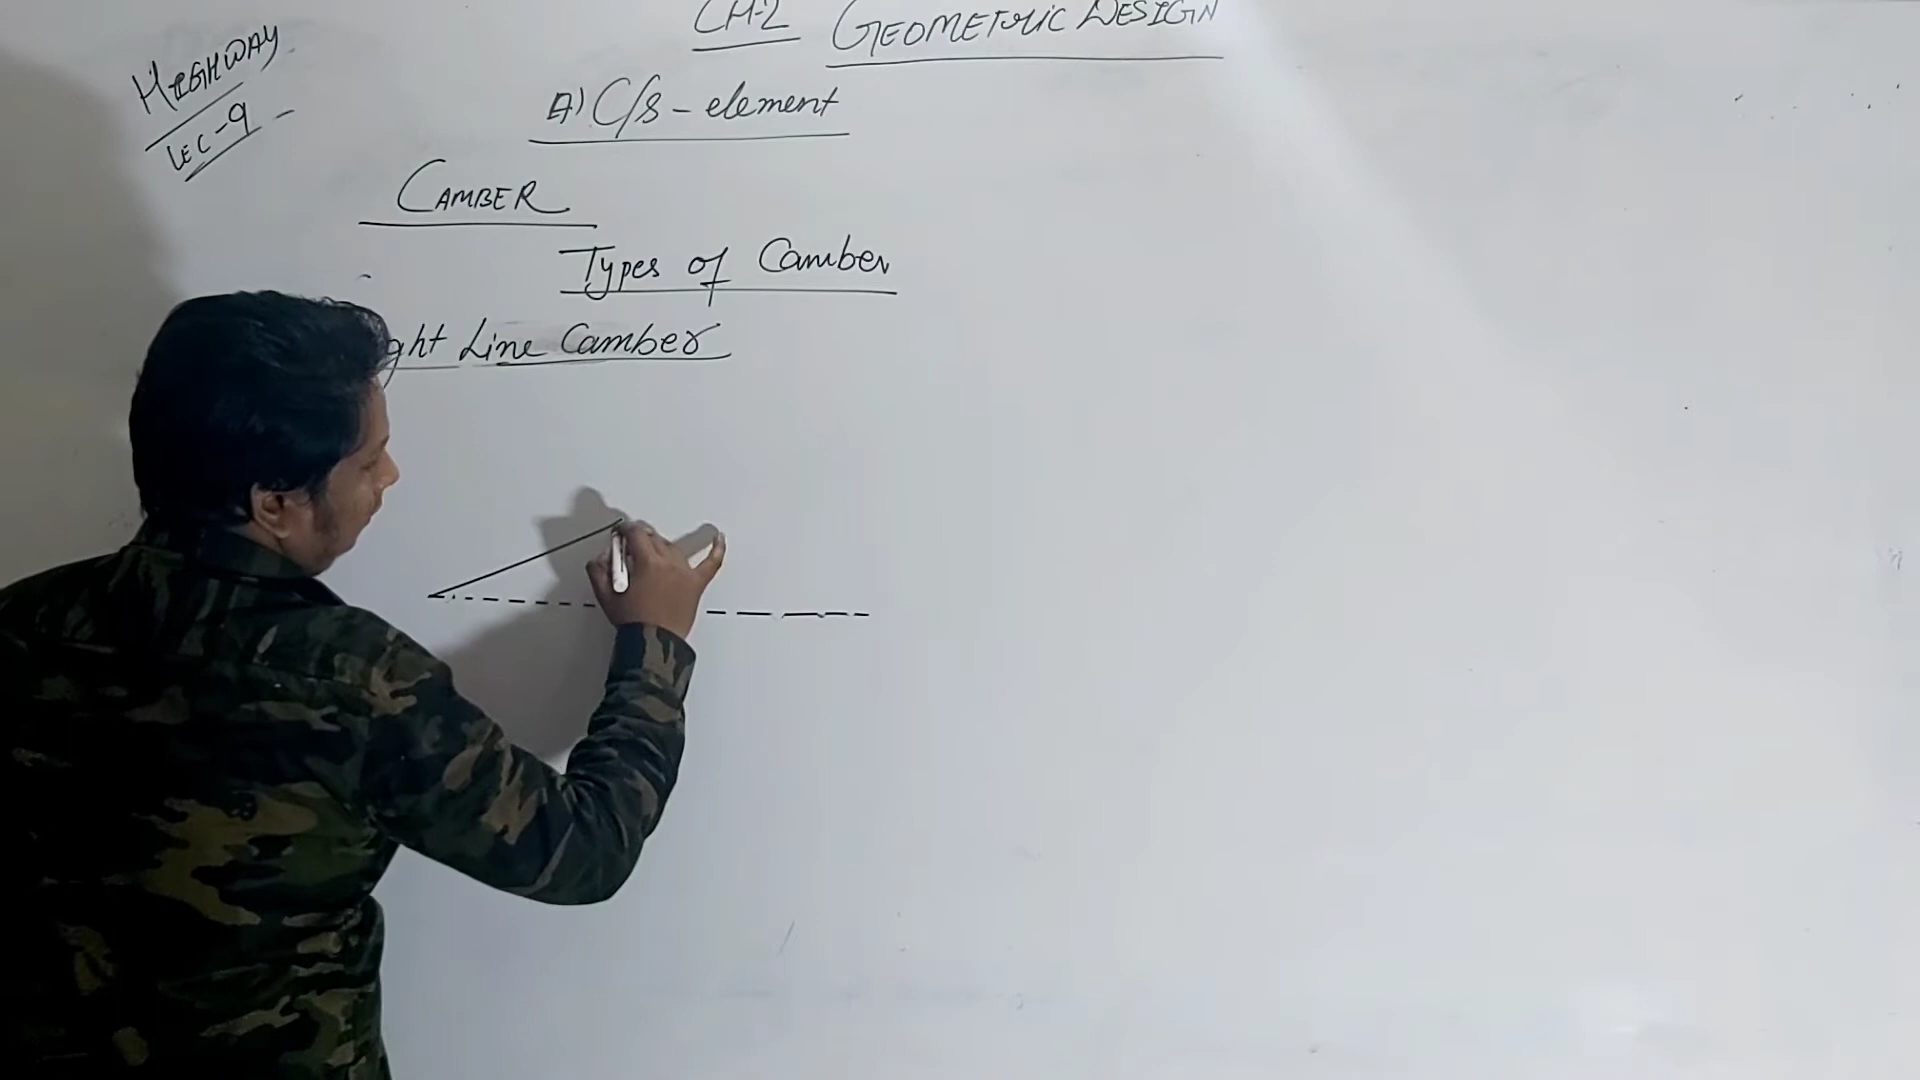 CH-2 GEOMETRIC DESIGN
HIGHWAY
LEC-9
A) C/S - element
CAMBER
Types of Camber
ght Line Camber